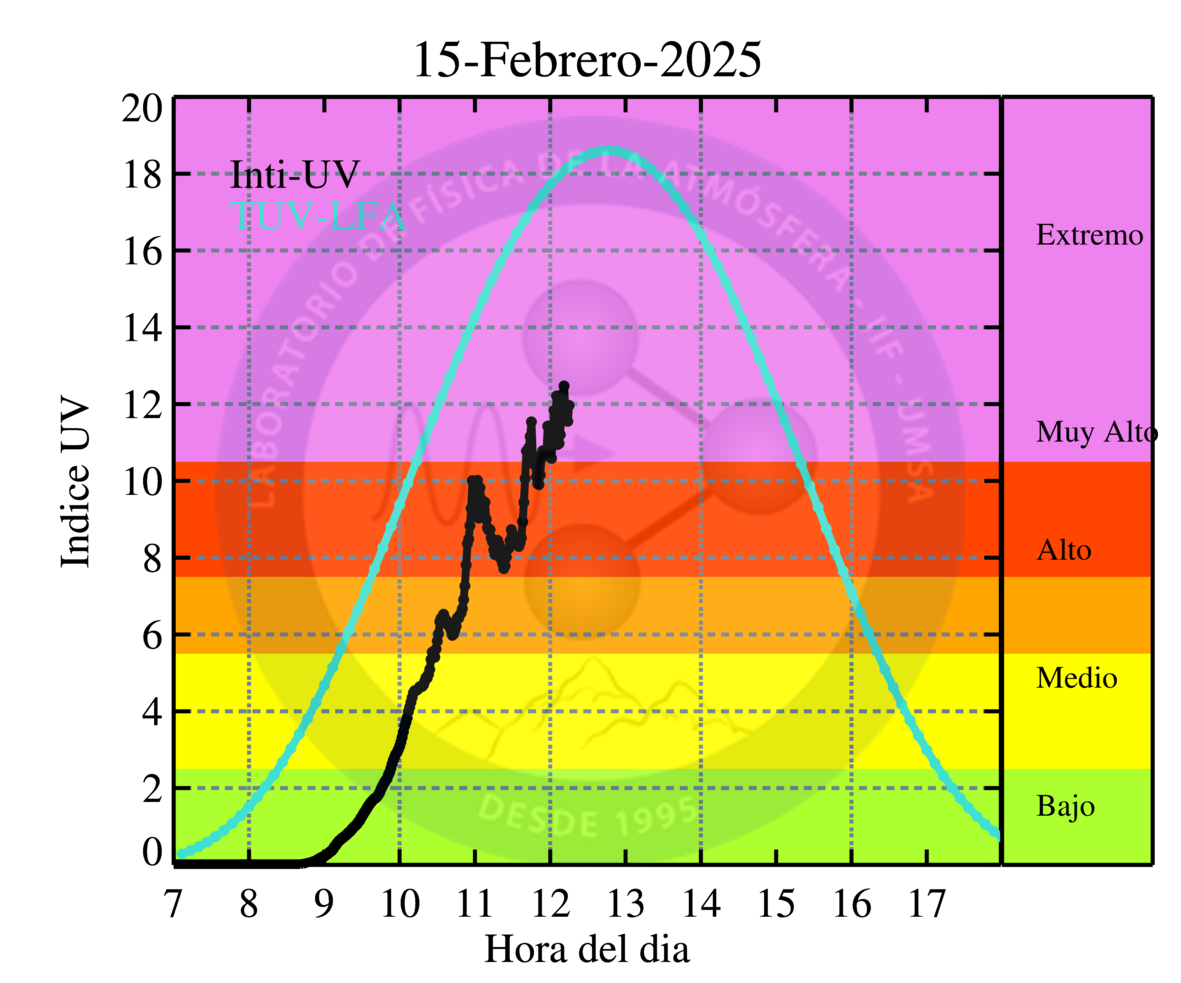 15-Febrero-2025
20
18
16
14
12
10
8
6
4
2
0
Indice UV
Inti-UV
TUV-LFA
LABORATORIO DE FÍSICA DE LA ATMÓSFERA - IIF - UMSA
DESDE 1995
Extremo
Muy Alto
Alto
Medio
Bajo
7 8 9 10 11 12 13 14 15 16 17
Hora del dia